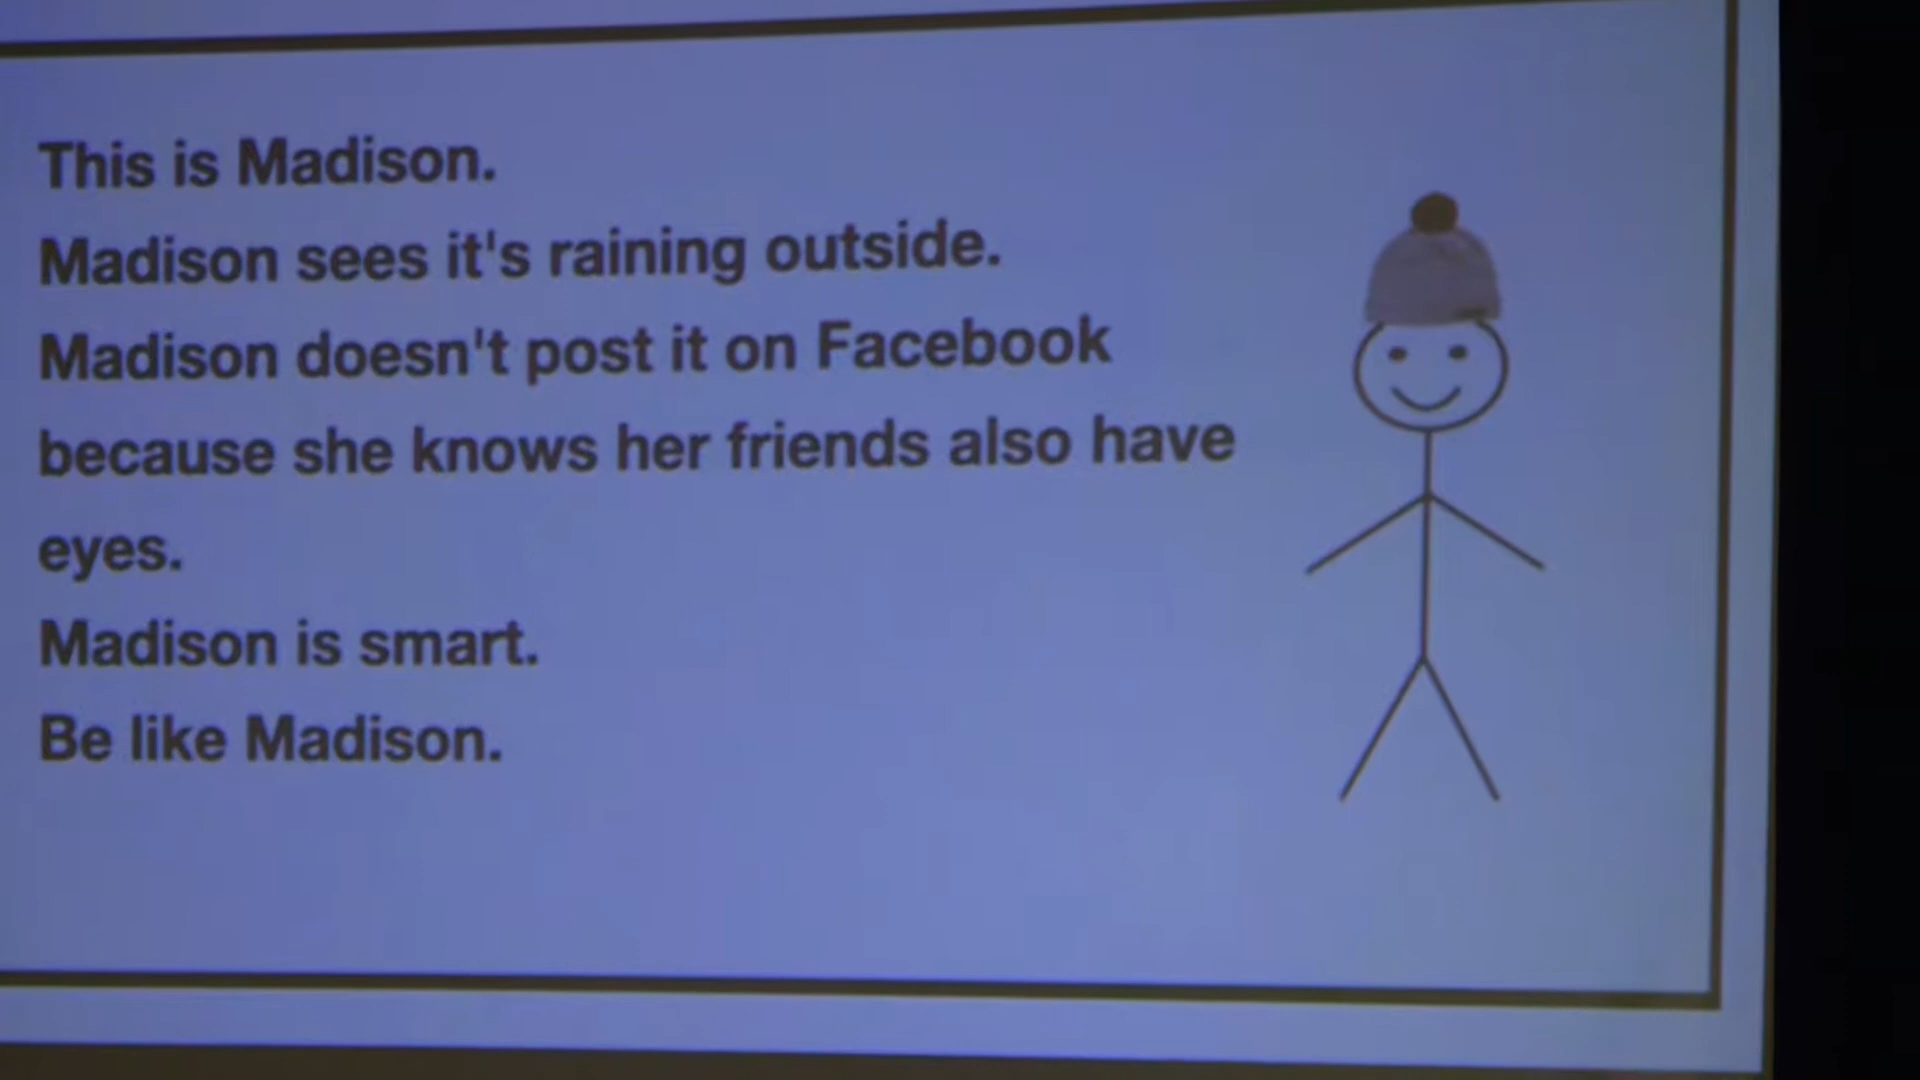 This is Madison.
Madison sees it's raining outside.
Madison doesn't post it on Facebook
because she knows her friends also have
eyes.
Madison is smart.
Be like Madison.